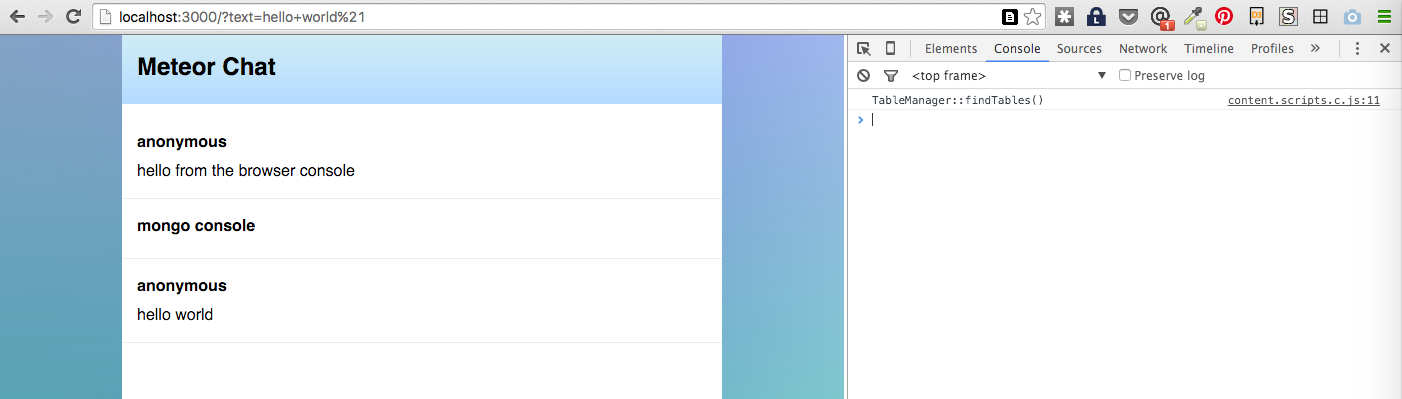 localhost:3000/?text=hello+world%21
1
Elements Console Sources Network Timeline Profiles »
<top frame> ▼ Preserve log
TableManager::findTables() content.scripts.c.js:11
>
Meteor Chat
anonymous
hello from the browser console
mongo console
anonymous
hello world